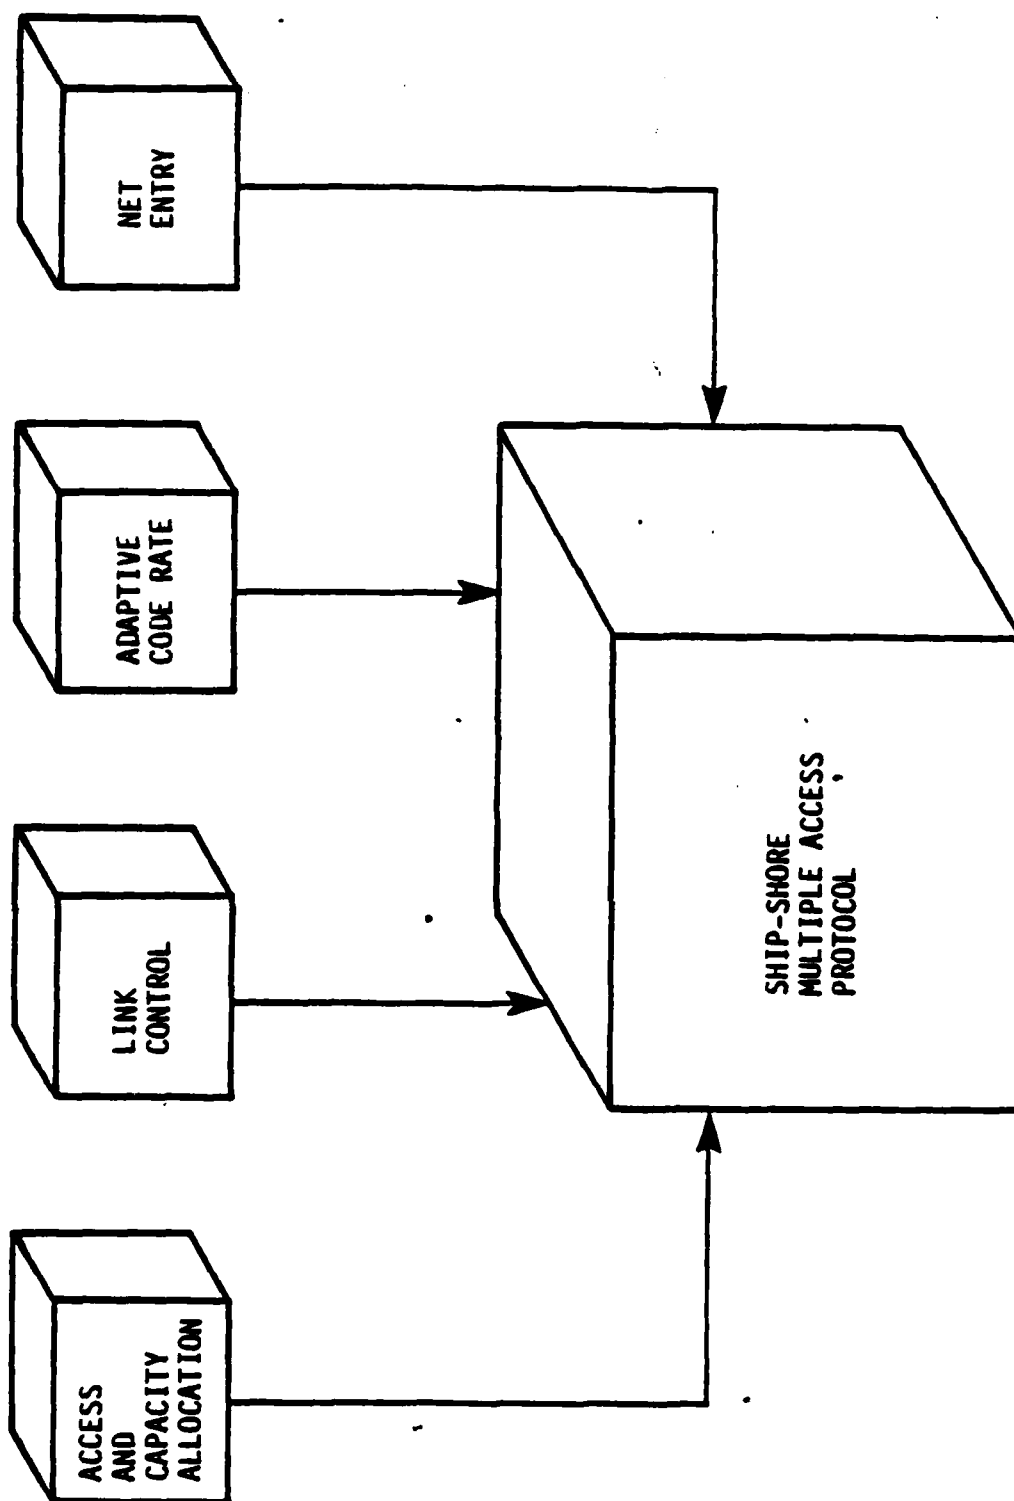 ACCESS
AND
CAPACITY
ALLOCATION
LINK
CONTROL
ADAPTIVE
CODE RATE
NET
ENTRY
SHIP-SHORE
MULTIPLE ACCESS
PROTOCOL